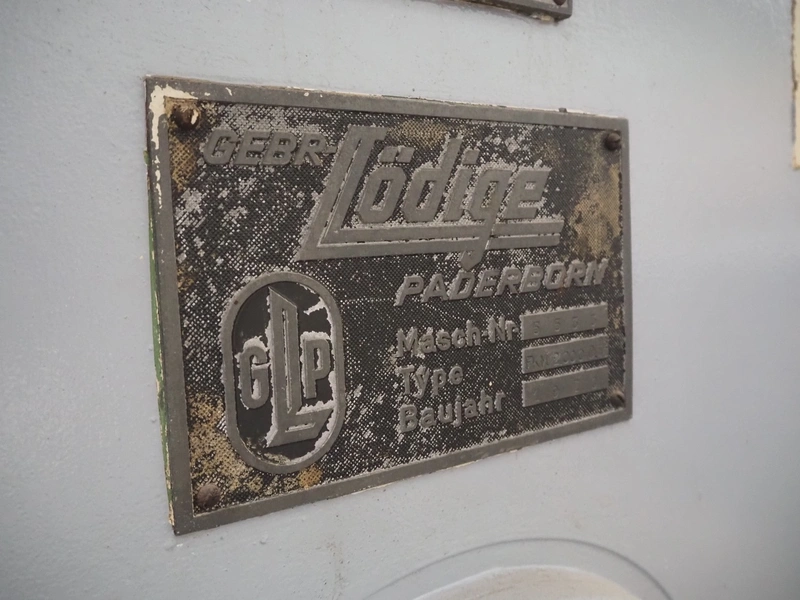 GEBR. Lödige
PADERBORN
GLP
Masch-Nr.
Type
Baujahr